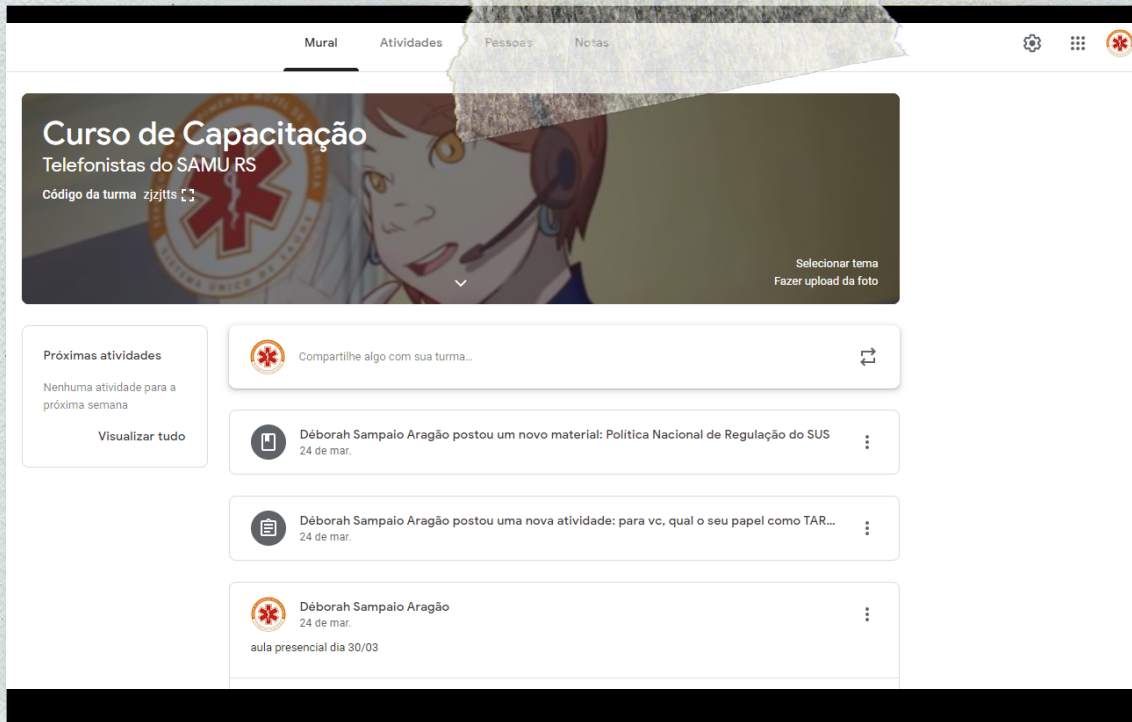 Mural Atividades Pessoas Notas
Curso de Capacitação
Telefonistas do SAMU RS
Código da turma zjzjtts
Selecionar tema
Fazer upload da foto
Próximas atividades
Nenhuma atividade para a
próxima semana
Visualizar tudo
Compartilhe algo com sua turma...
Déborah Sampaio Aragão postou um novo material: Política Nacional de Regulação do SUS
24 de mar.
Déborah Sampaio Aragão postou uma nova atividade: para vc, qual o seu papel como TAR...
24 de mar.
Déborah Sampaio Aragão
24 de mar.
aula presencial dia 30/03